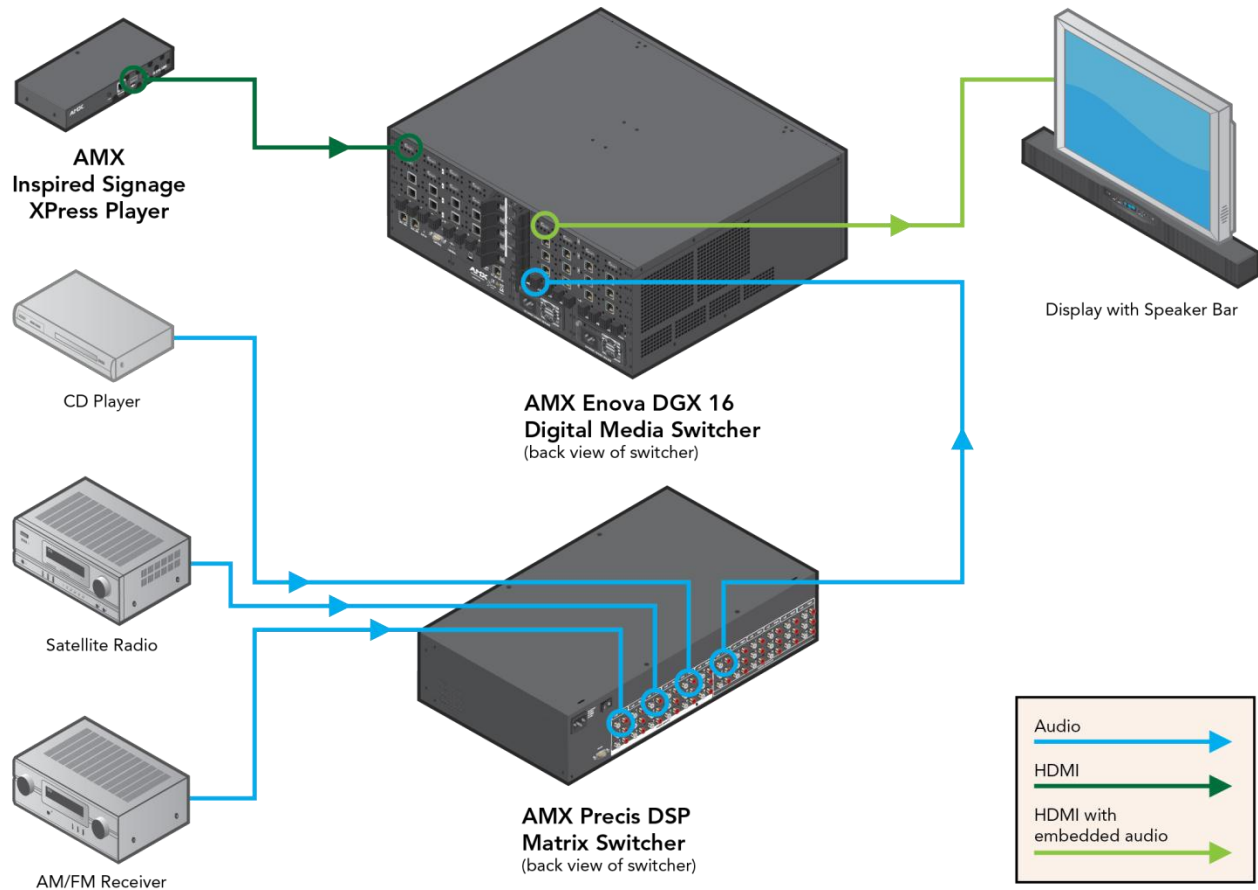 AMX
AMX
Inspired Signage
XPress Player
CD Player
Satellite Radio
AM/FM Receiver
AMX
AMX Enova DGX 16
Digital Media Switcher
(back view of switcher)
AMX Precis DSP
Matrix Switcher
(back view of switcher)
Display with Speaker Bar
Audio
HDMI
HDMI with
embedded audio